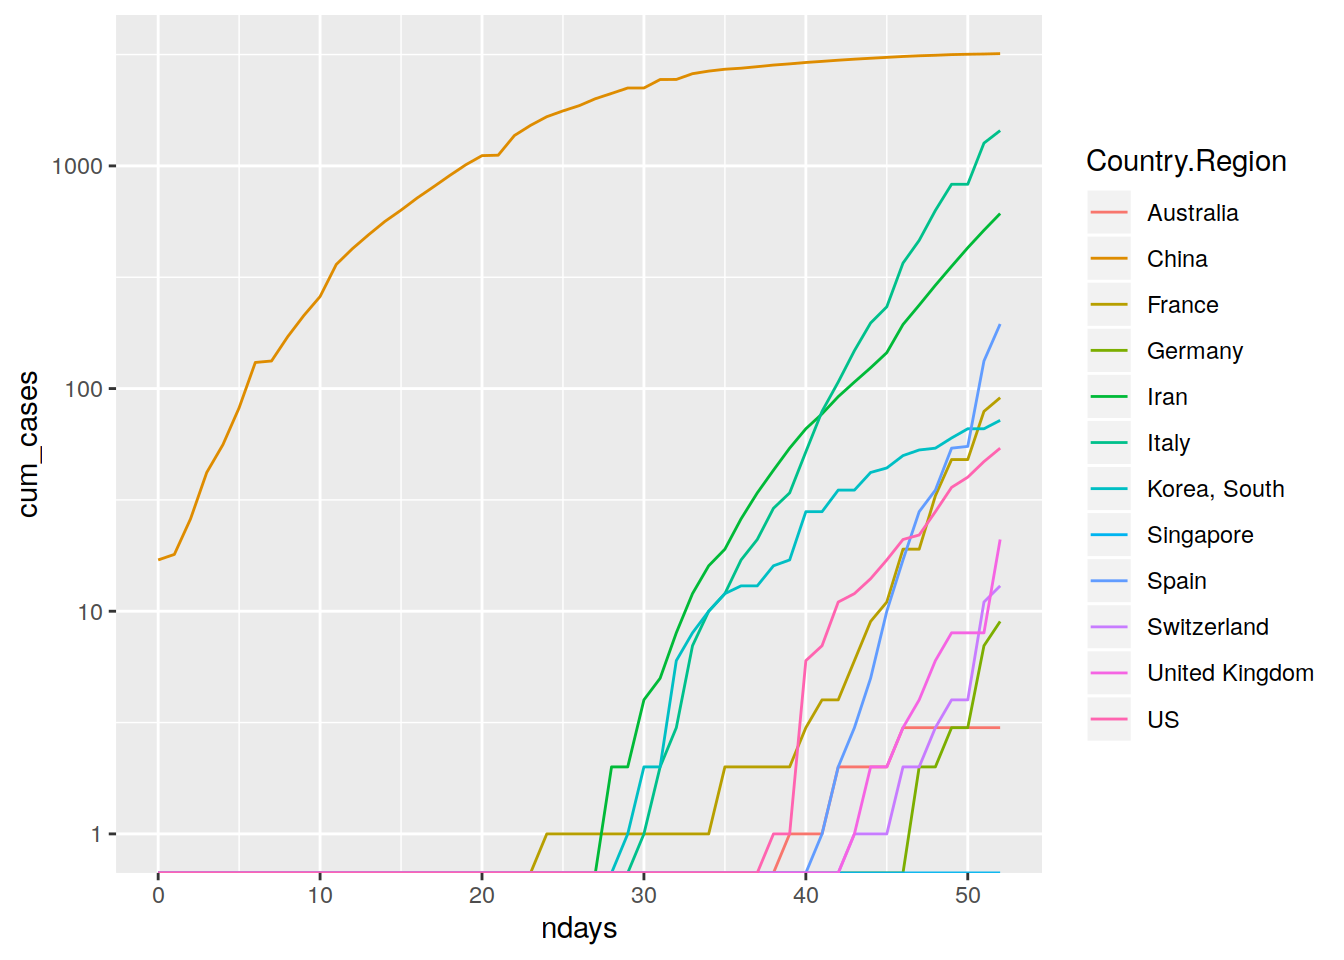 1000
100
10
1
cum_cases
0 10 20 30 40 50
ndays
Country.Region
Australia
China
France
Germany
Iran
Italy
Korea, South
Singapore
Spain
Switzerland
United Kingdom
US